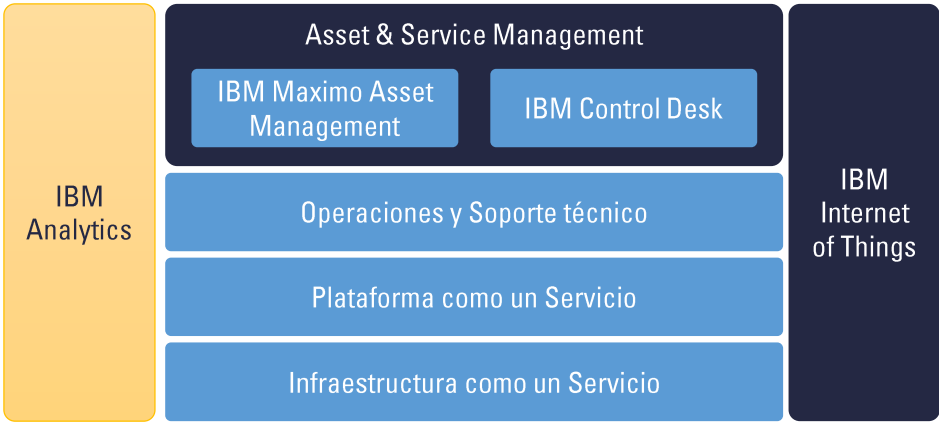 Asset & Service Management
IBM Maximo Asset
Management
IBM Control Desk
IBM
Analytics
Operaciones y Soporte técnico
Plataforma como un Servicio
Infraestructura como un Servicio
IBM
Internet
of Things